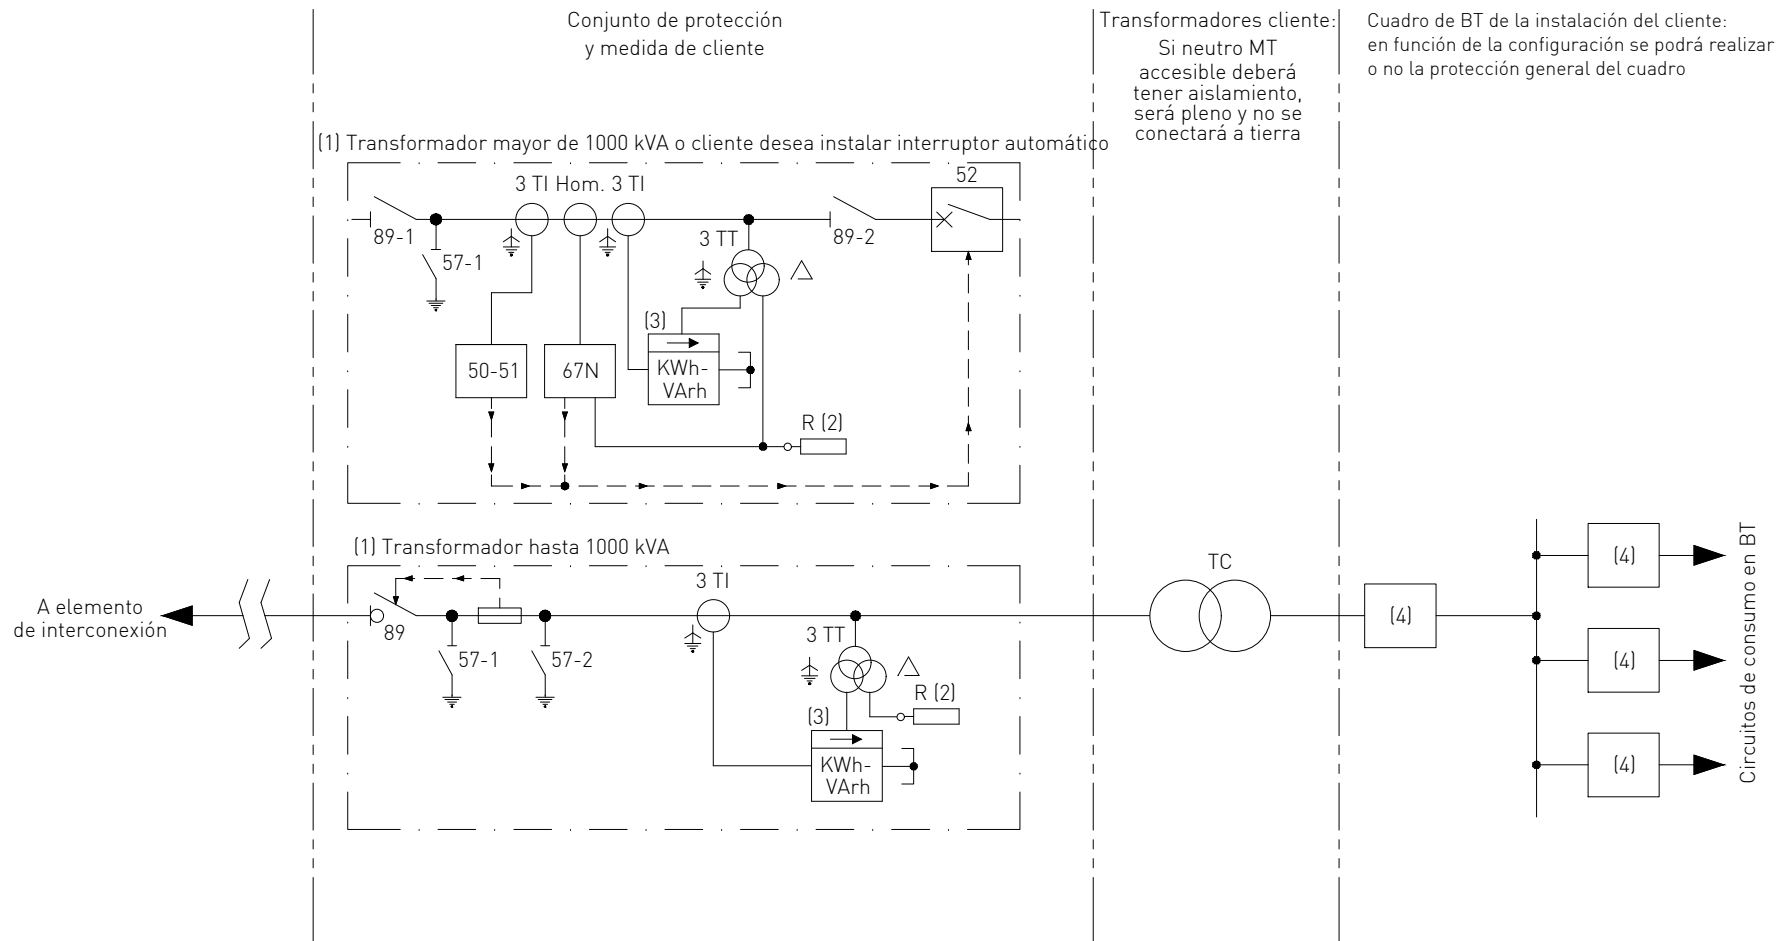 Conjunto de protección
y medida de cliente
Transformadores cliente:
Si neutro MT
accesible deberá
tener aislamiento,
será pleno y no se
conectará a tierra
Cuadro de BT de la instalación del cliente:
en función de la configuración se podrá realizar
o no la protección general del cuadro
(1) Transformador mayor de 1000 kVA o cliente desea instalar interruptor automático
3 TI Hom. 3 TI
52
89-1
57-1
3 TT
89-2
(3)
50-51
67N
KWh-
VArh
R (2)
(1) Transformador hasta 1000 kVA
3 TI
TC
A elemento
de interconexión
89
57-1
57-2
3 TT
R (2)
(3)
KWh-
VArh
(4)
(4)
(4)
(4)
Circuitos de consumo en BT